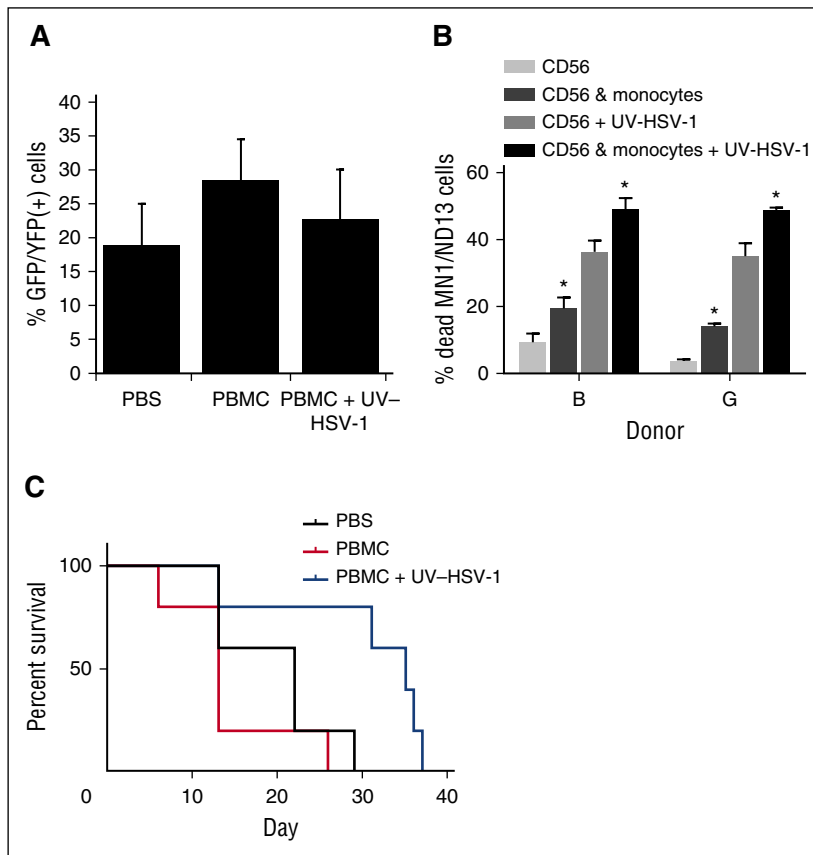 A
% GFP/YFP(+) cells
40
35
30
25
20
15
10
5
0
PBS
PBMC
PBMC + UV–
HSV-1
B
CD56
CD56 & monocytes
CD56 + UV-HSV-1
CD56 & monocytes + UV-HSV-1
% dead MN1/ND13 cells
60
40
20
0
*
*
*
*
B
G
Donor
C
PBS
PBMC
PBMC + UV–HSV-1
Percent survival
100
50
0
10
20
30
40
Day